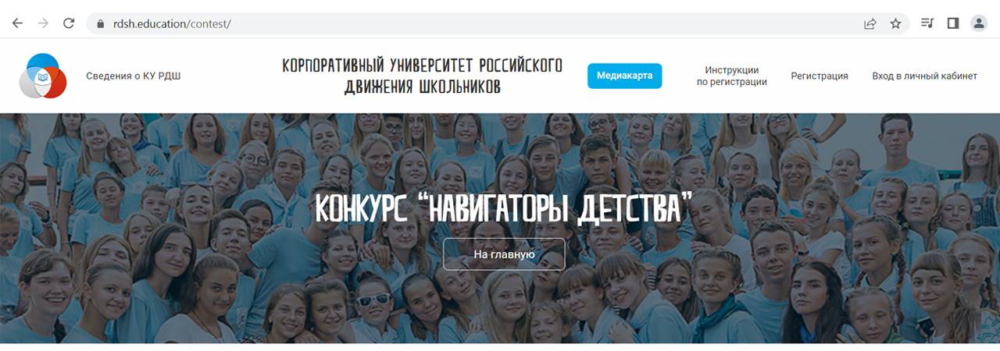 rdsh.education/contest/
Сведения о КУ РДШ
КОРПОРАТИВНЫЙ УНИВЕРСИТЕТ РОССИЙСКОГО
ДВИЖЕНИЯ ШКОЛЬНИКОВ
Медиакарта
Инструкции
по регистрации
Регистрация
Вход в личный кабинет
КОНКУРС “НАВИГАТОРЫ ДЕТСТВА”
На главную